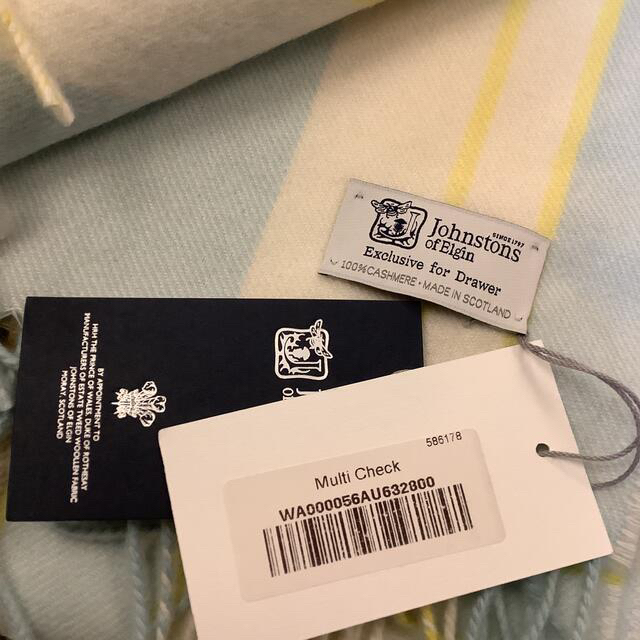 Johnstons
SINCE 1797
of Elgin
Exclusive for Drawer
100% CASHMERE • MADE IN SCOTLAND
BY APPOINTMENT TO
HRH THE PRINCE OF WALES, DUKE OF ROTHESAY
MANUFACTURERS OF ESTATE TWEED WOOLLEN FABRIC
JOHNSTONS OF ELGIN
MORAY, SCOTLAND
586178
Multi Check
WA000056AU632800